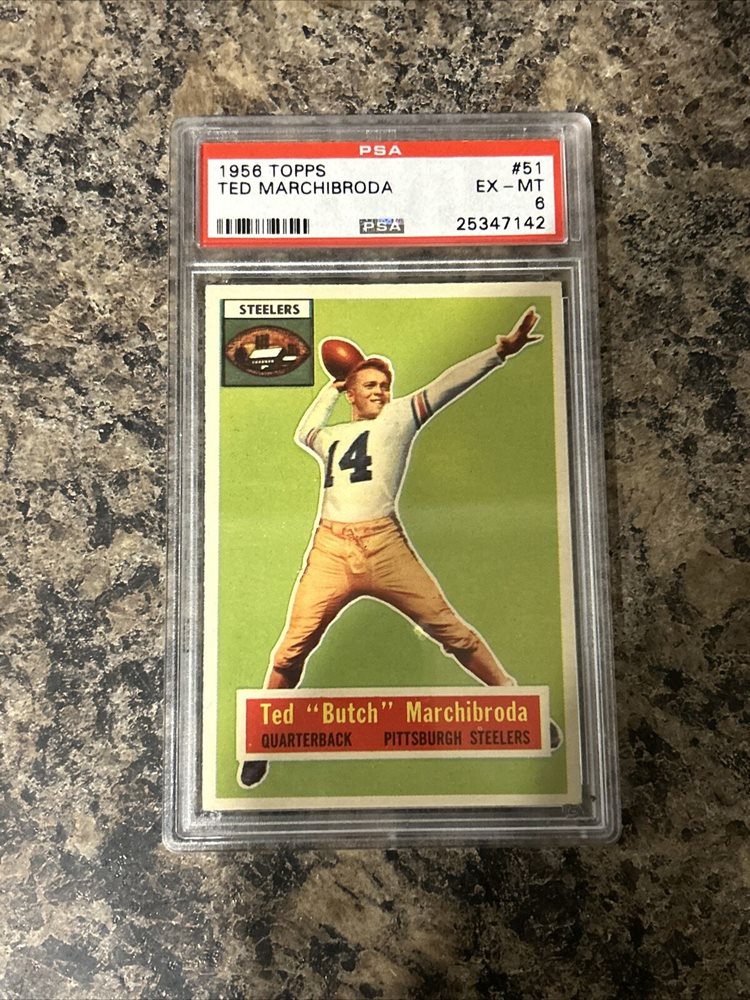 PSA
1956 TOPPS #51
TED MARCHIBRODA EX - MT
6
PSA 25347142
STEELERS
14
Ted "Butch" Marchibroda
QUARTERBACK PITTSBURGH STEELERS